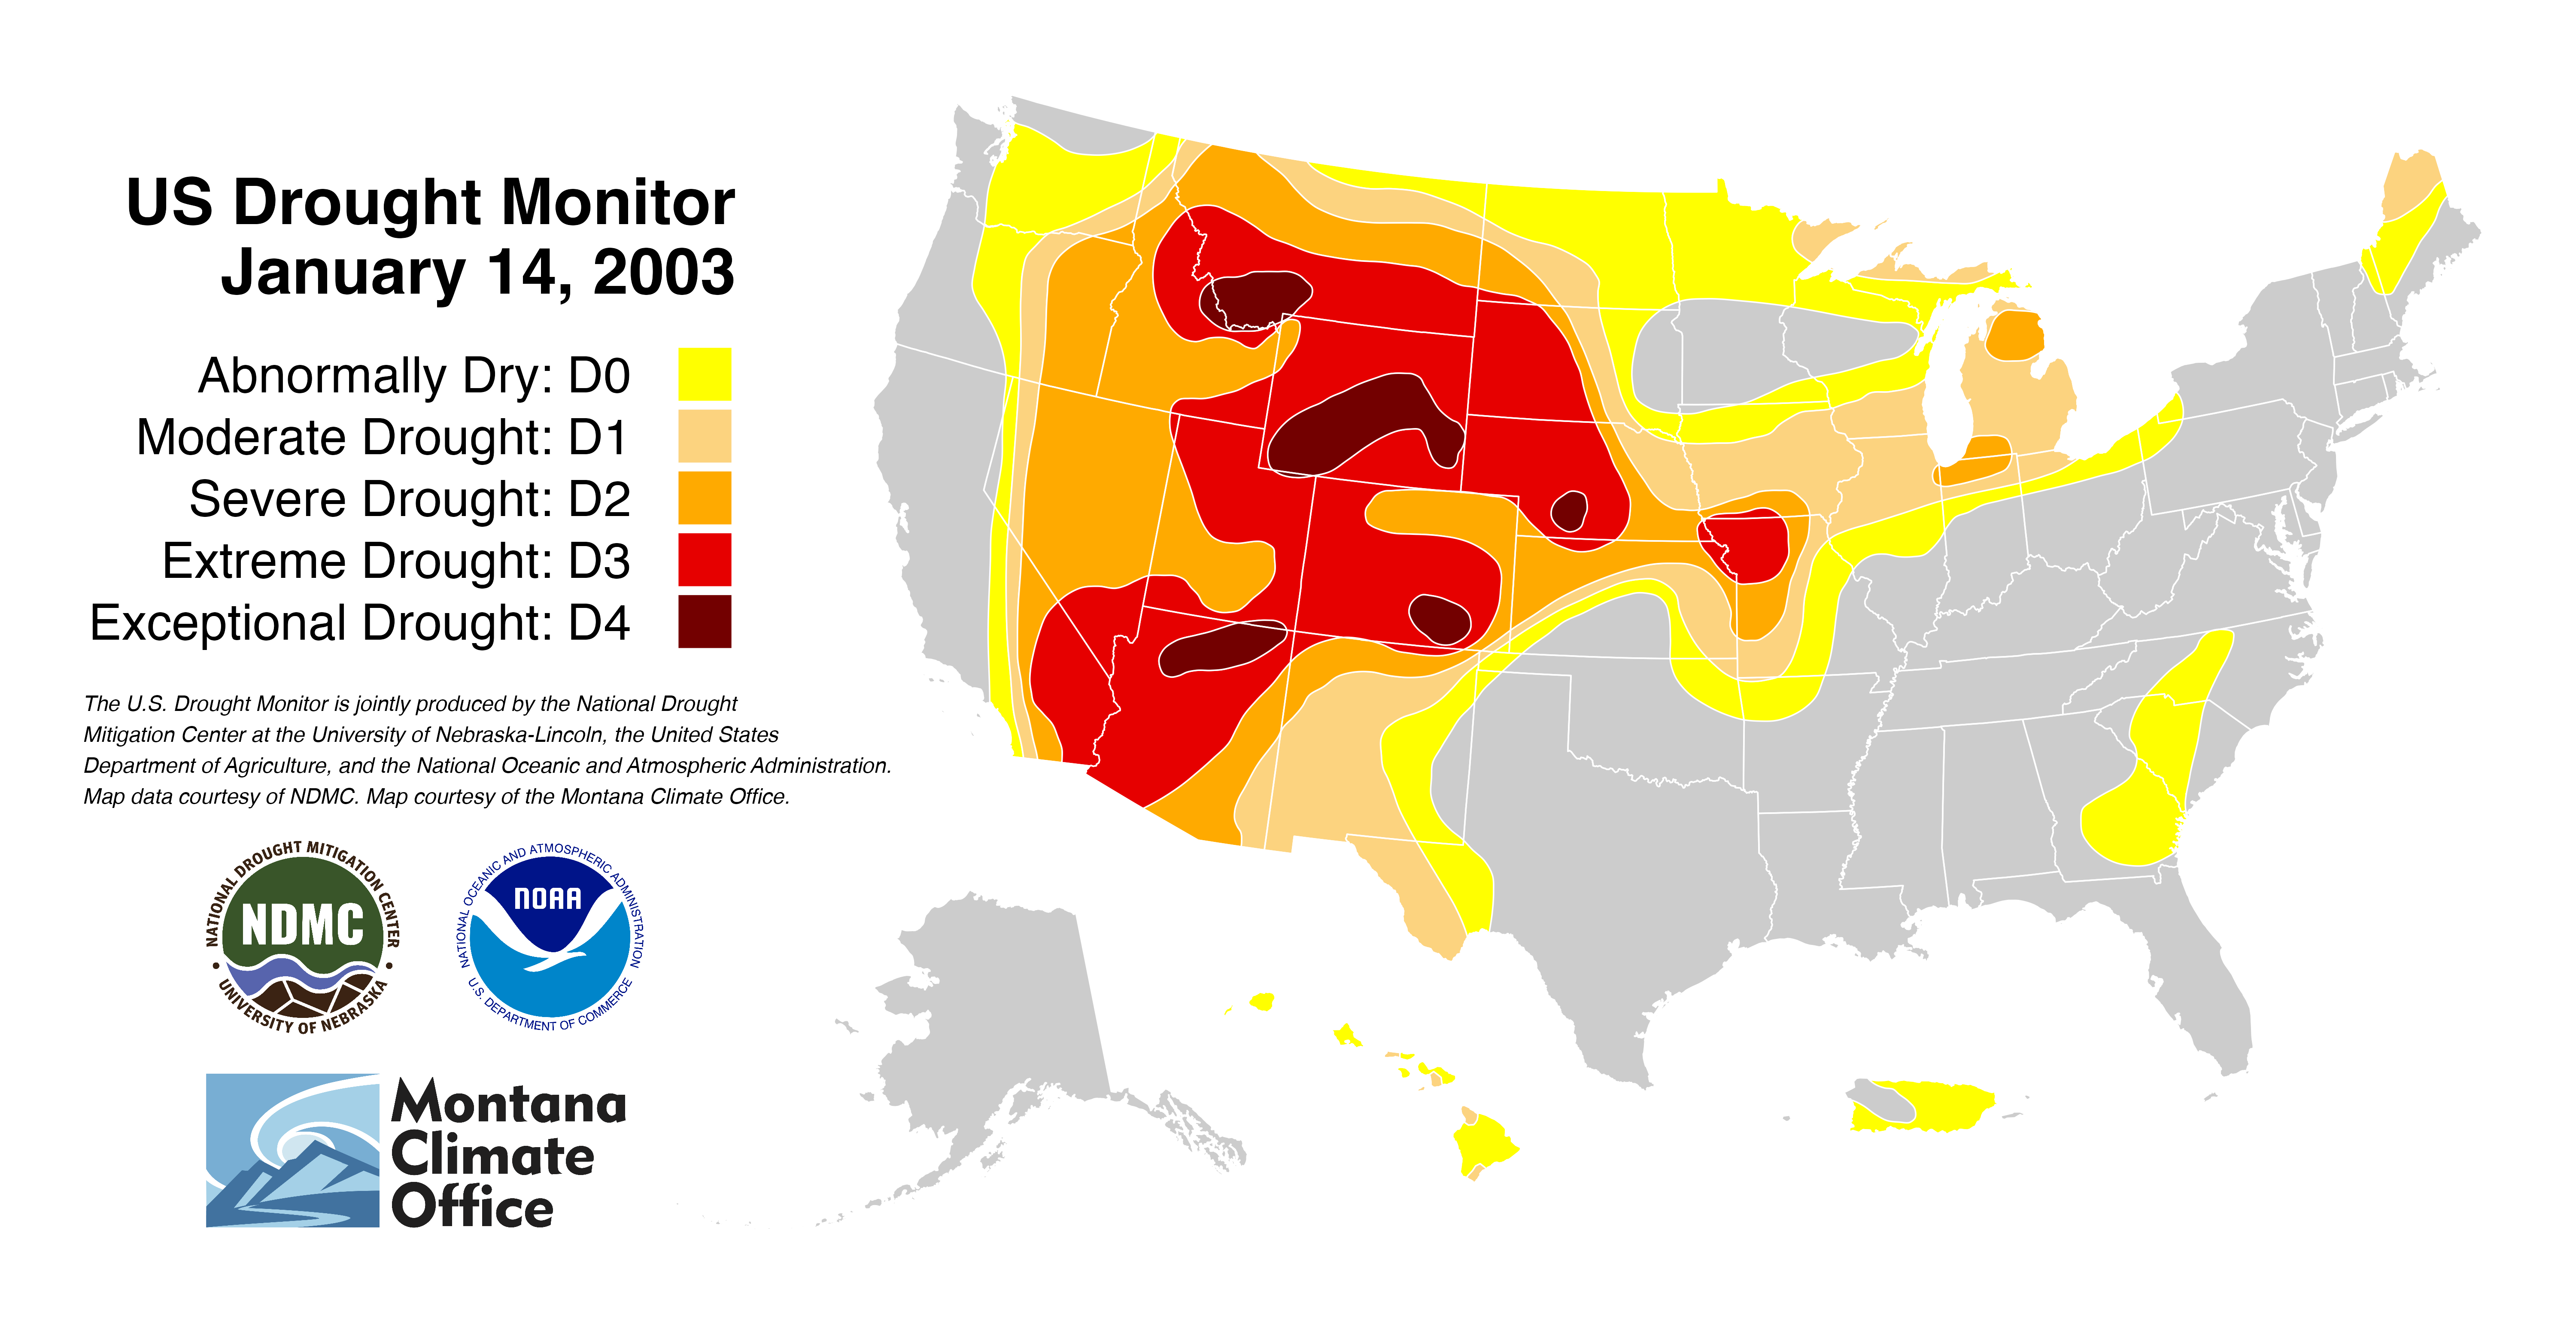 US Drought Monitor
January 14, 2003
Abnormally Dry: D0
Moderate Drought: D1
Severe Drought: D2
Extreme Drought: D3
Exceptional Drought: D4
The U.S. Drought Monitor is jointly produced by the National Drought
Mitigation Center at the University of Nebraska-Lincoln, the United States
Department of Agriculture, and the National Oceanic and Atmospheric Administration.
Map data courtesy of NDMC. Map courtesy of the Montana Climate Office.
NATIONAL DROUGHT MITIGATION CENTER
NDMC
• UNIVERSITY OF NEBRASKA •
NATIONAL OCEANIC AND ATMOSPHERIC ADMINISTRATION
NOAA
U.S. DEPARTMENT OF COMMERCE
Montana
Climate
Office